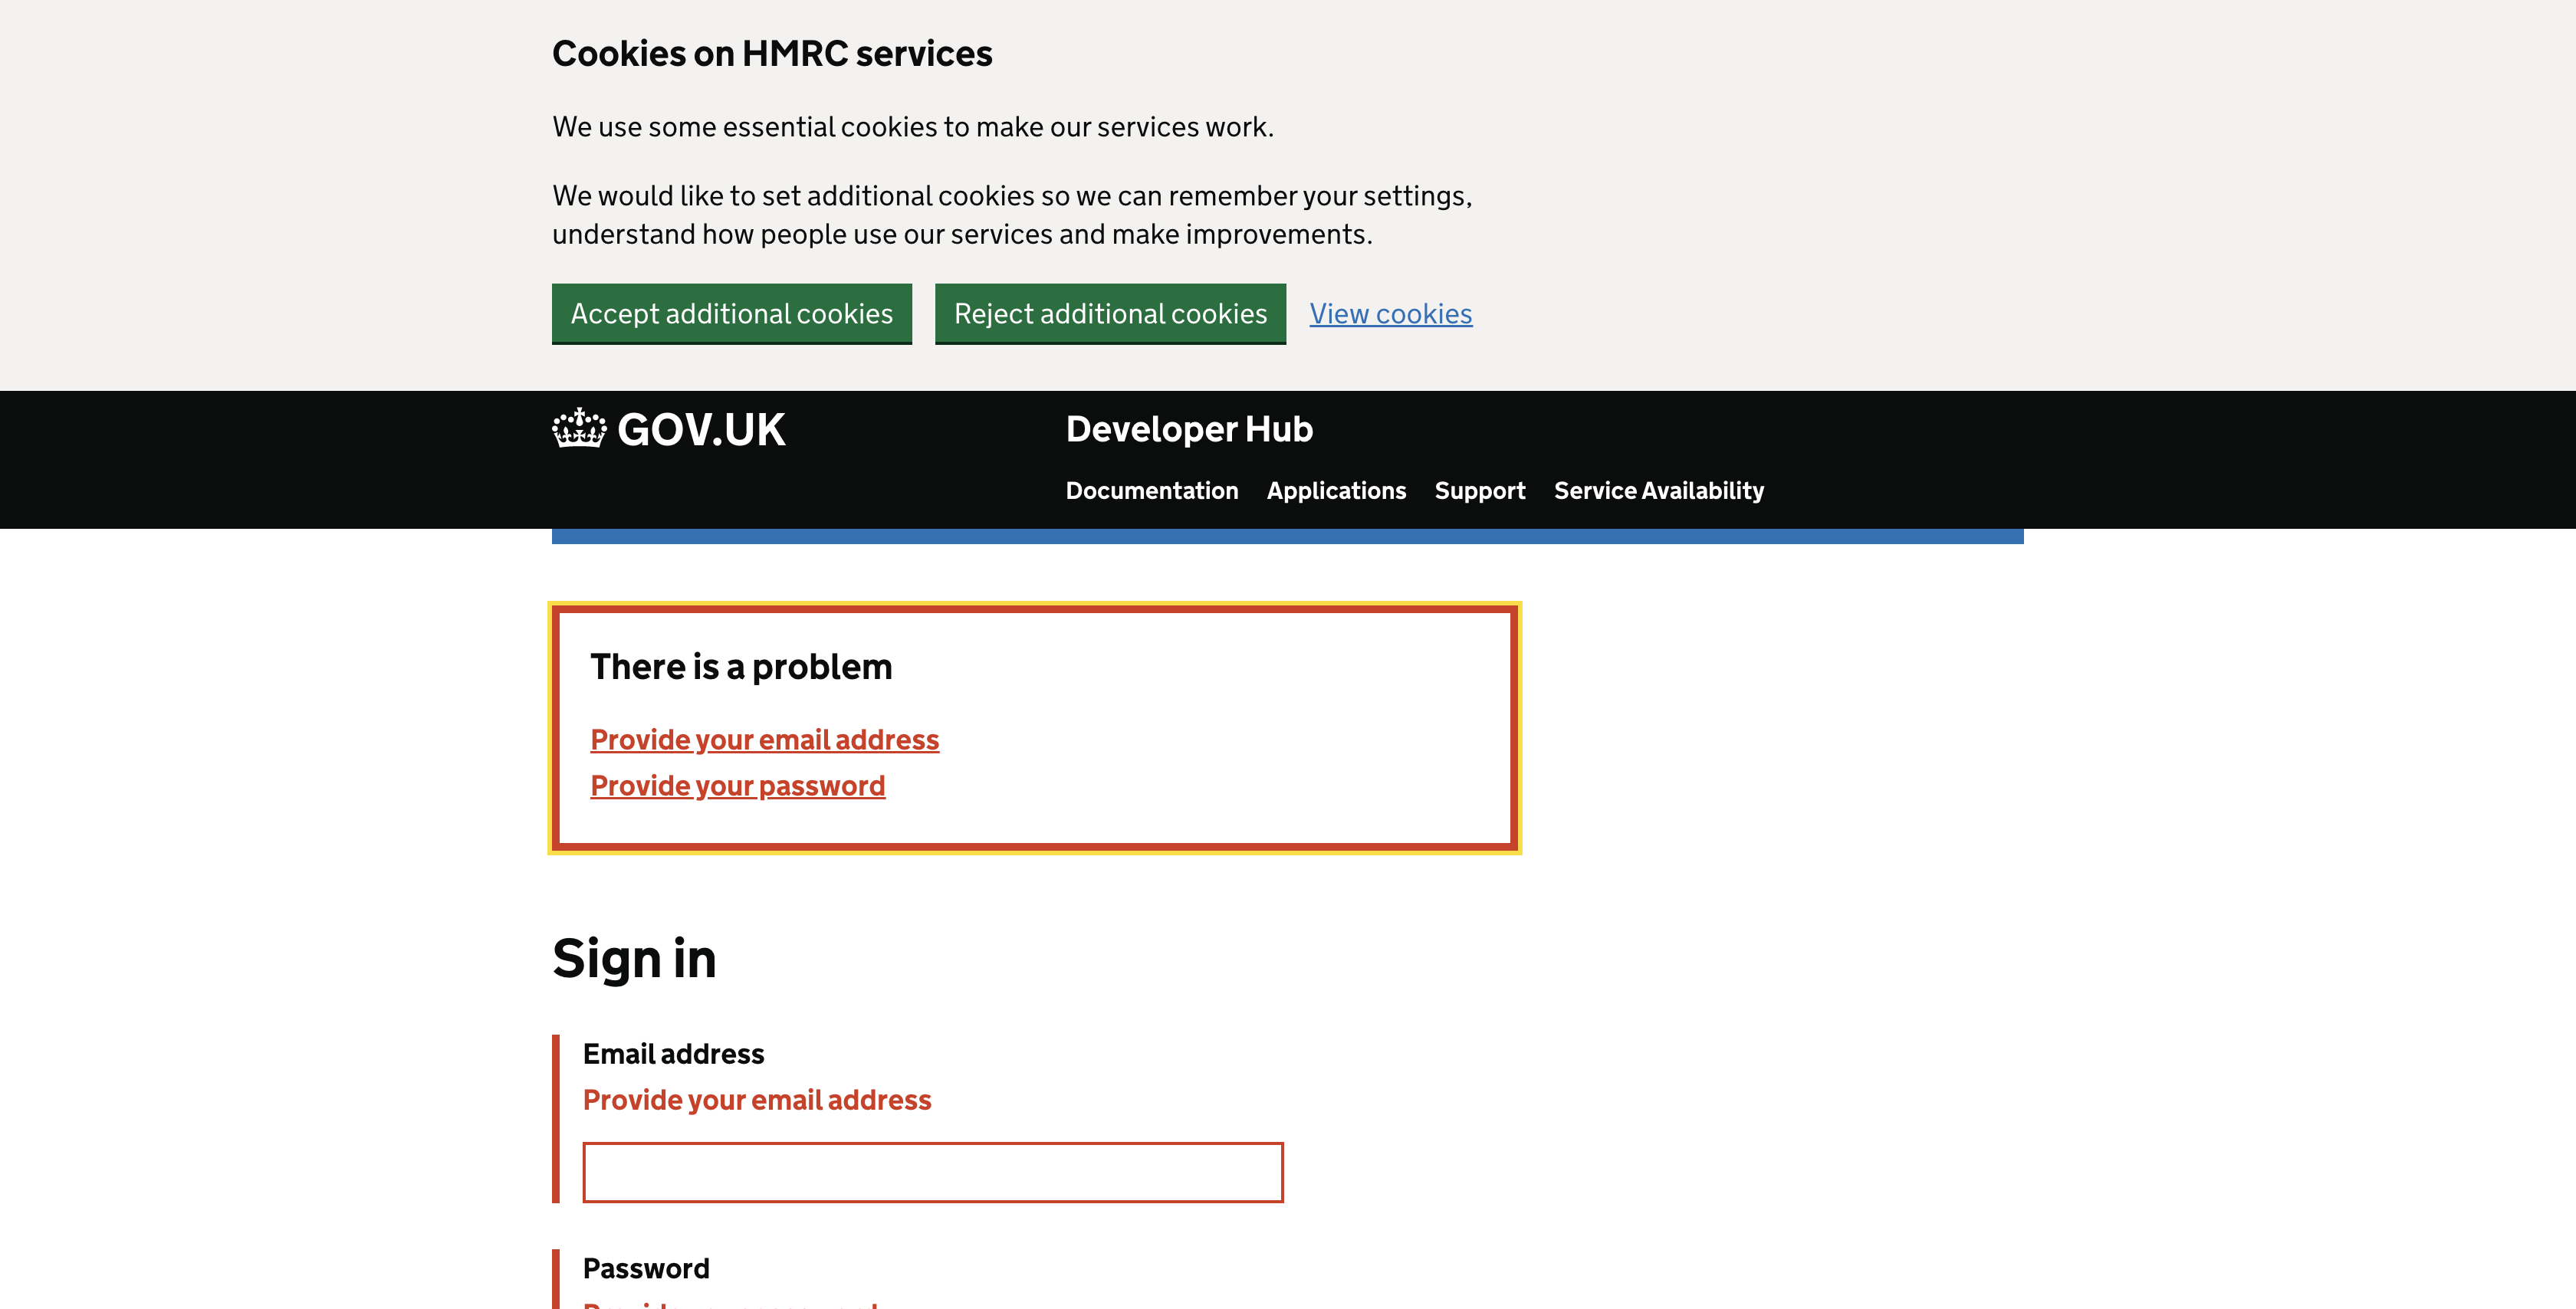 Cookies on HMRC services
We use some essential cookies to make our services work.
We would like to set additional cookies so we can remember your settings,
understand how people use our services and make improvements.
Accept additional cookies
Reject additional cookies
View cookies
GOV.UK
Developer Hub
Documentation
Applications
Support
Service Availability
There is a problem
Provide your email address
Provide your password
Sign in
Email address
Provide your email address
Password